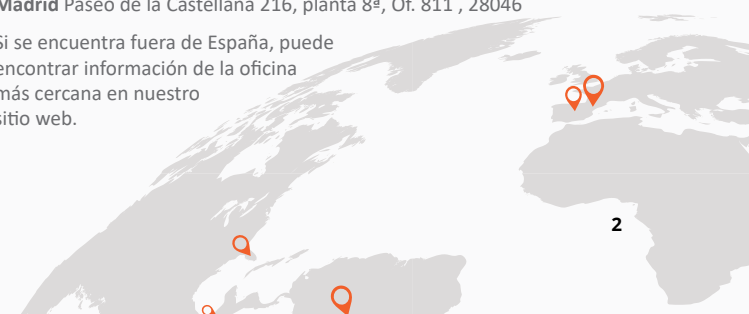 Madrid Paseo de la Castellana 216, planta 8ª, Of. 811 , 28046
Si se encuentra fuera de España, puede
encontrar información de la oficina
más cercana en nuestro
sitio web.
2